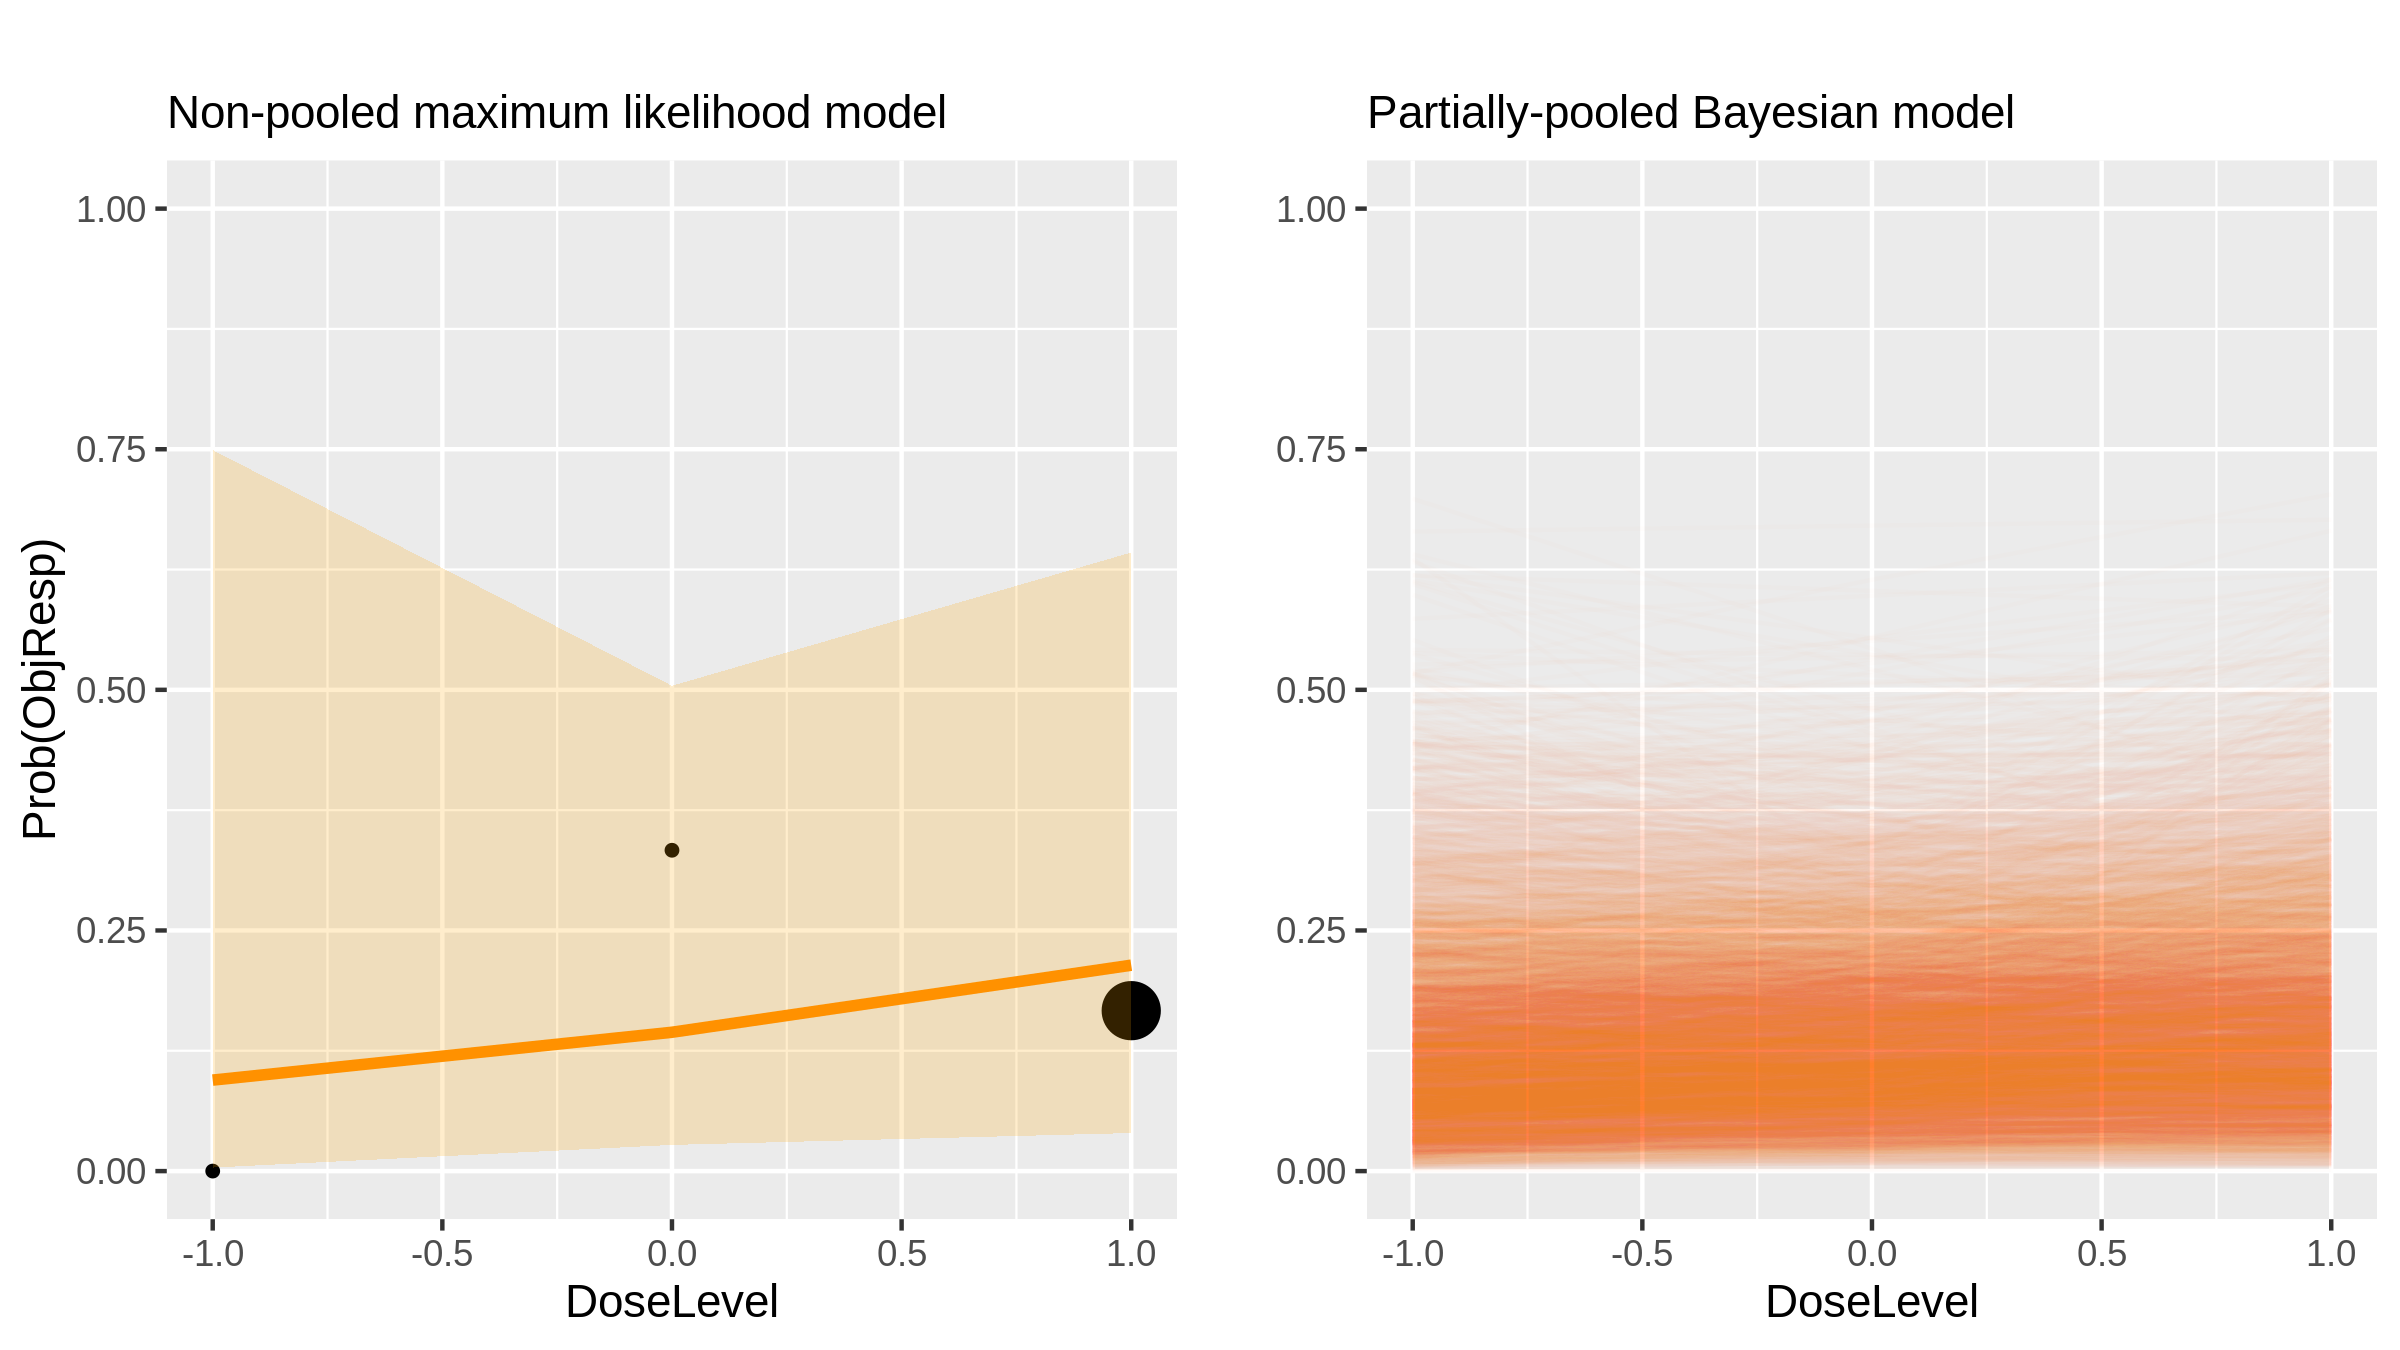 Non-pooled maximum likelihood model
Partially-pooled Bayesian model
Prob(ObjResp)
1.00
0.75
0.50
0.25
0.00
-1.0 -0.5 0.0 0.5 1.0
DoseLevel
1.00
0.75
0.50
0.25
0.00
-1.0 -0.5 0.0 0.5 1.0
DoseLevel